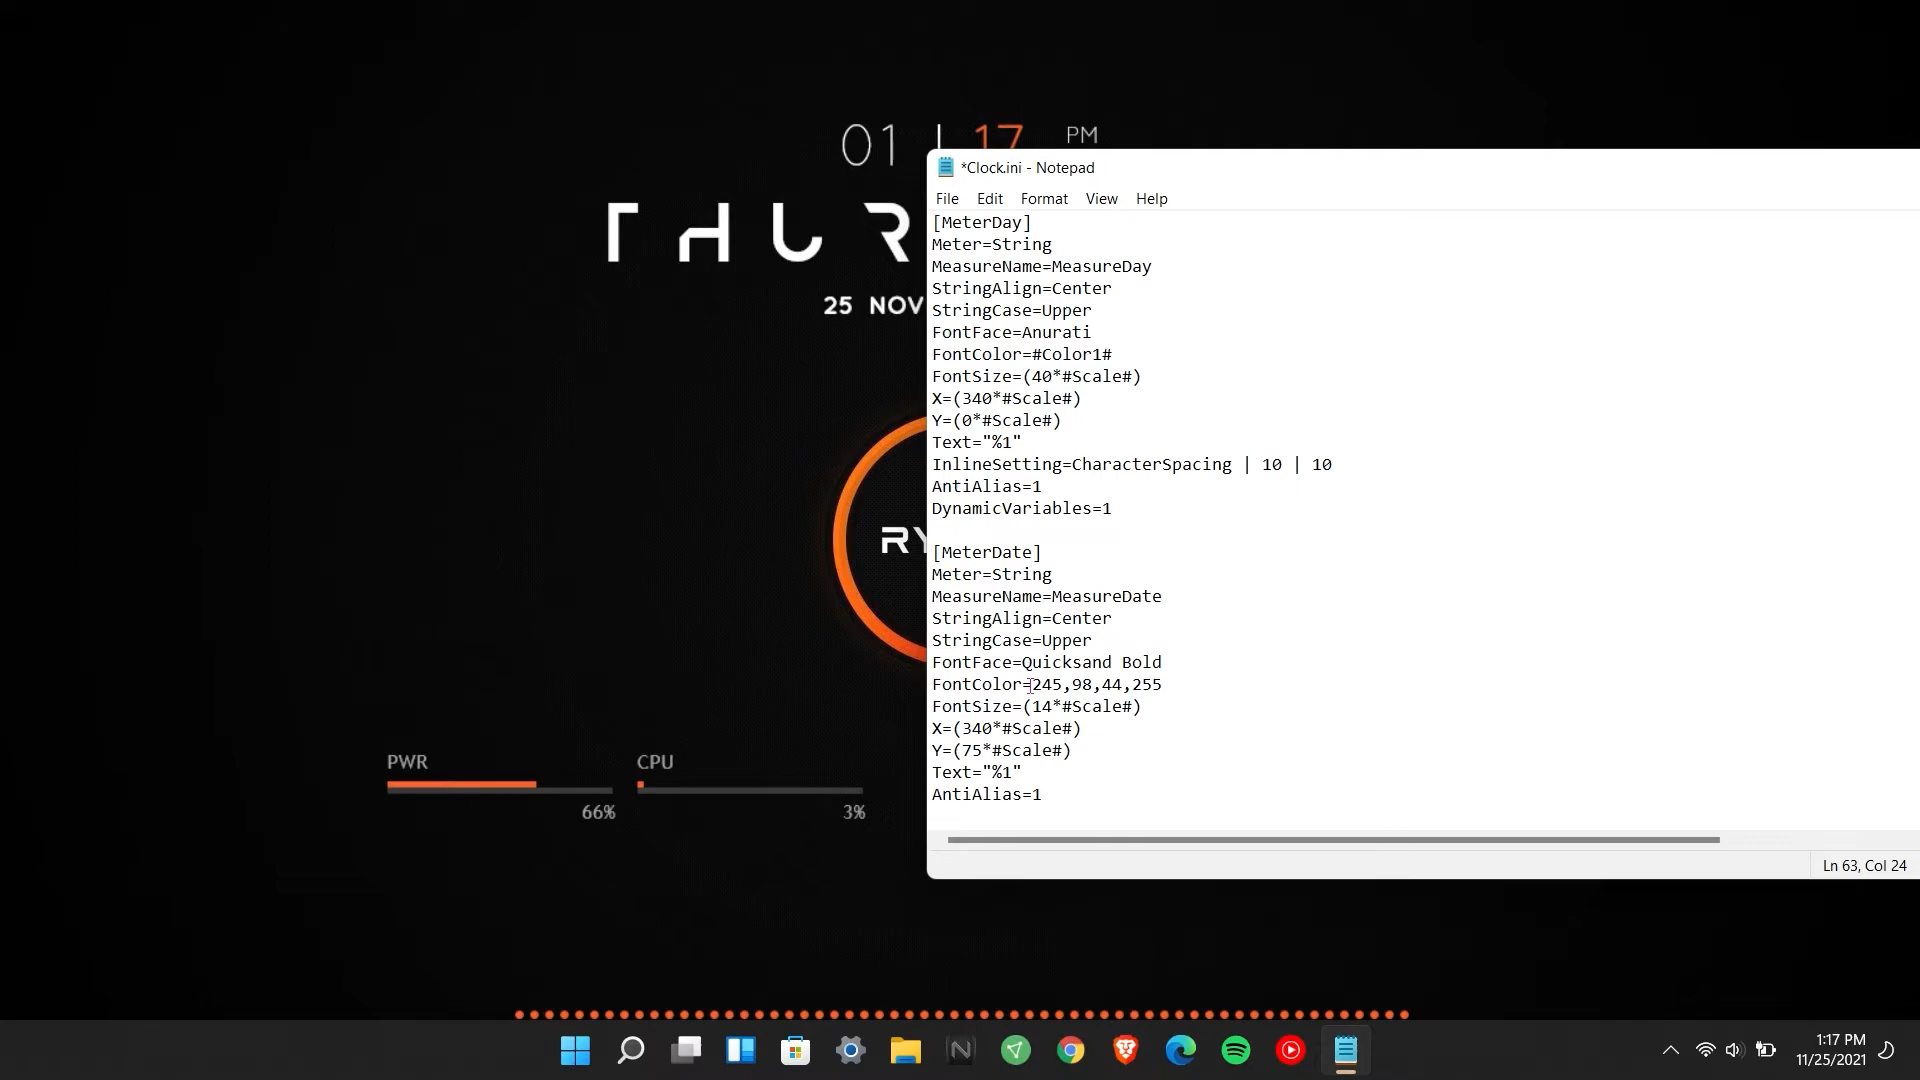 01 | 17 PM
THUR
25 NOV
RY
PWR
66%
CPU
3%
*Clock.ini - Notepad
File Edit Format View Help
[MeterDay]
Meter=String
MeasureName=MeasureDay
StringAlign=Center
StringCase=Upper
FontFace=Anurati
FontColor=#Color1#
FontSize=(40*#Scale#)
X=(340*#Scale#)
Y=(0*#Scale#)
Text="%1"
InlineSetting=CharacterSpacing | 10 | 10
AntiAlias=1
DynamicVariables=1
[MeterDate]
Meter=String
MeasureName=MeasureDate
StringAlign=Center
StringCase=Upper
FontFace=Quicksand Bold
FontColor=245,98,44,255
FontSize=(14*#Scale#)
X=(340*#Scale#)
Y=(75*#Scale#)
Text="%1"
AntiAlias=1
Ln 63, Col 24
N
1:17 PM
11/25/2021